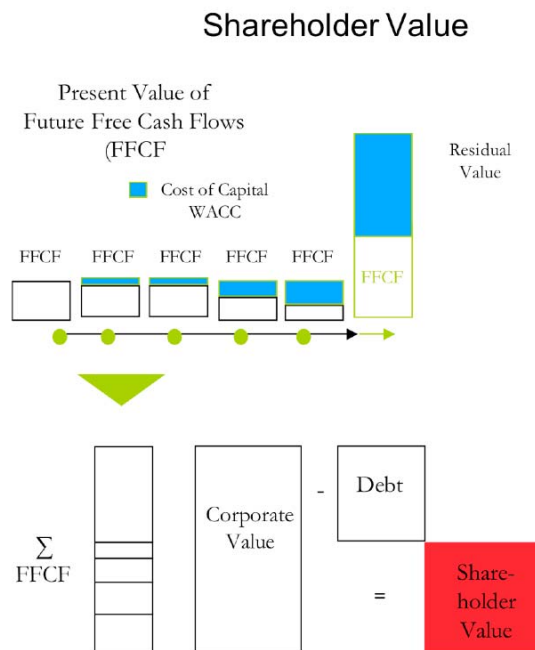 Shareholder Value
Present Value of
Future Free Cash Flows
(FFCF
Residual
Value
Cost of Capital
WACC
FFCF FFCF FFCF FFCF FFCF
FFCF
Σ
FFCF
Corporate
Value
-
Debt
=
Share-
holder
Value